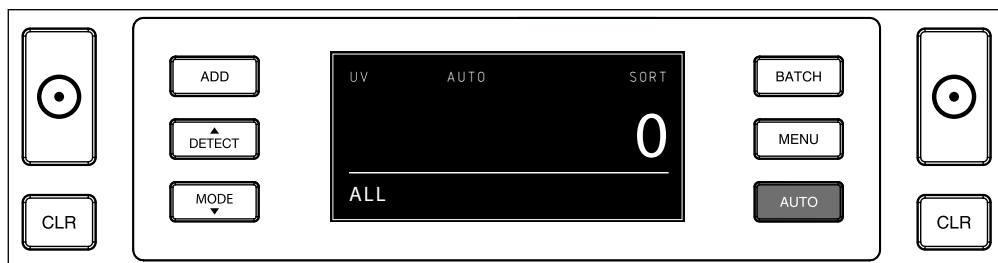 ADD
DETECT
MODE
CLR
UV AUTO SORT
0
ALL
BATCH
MENU
AUTO
CLR